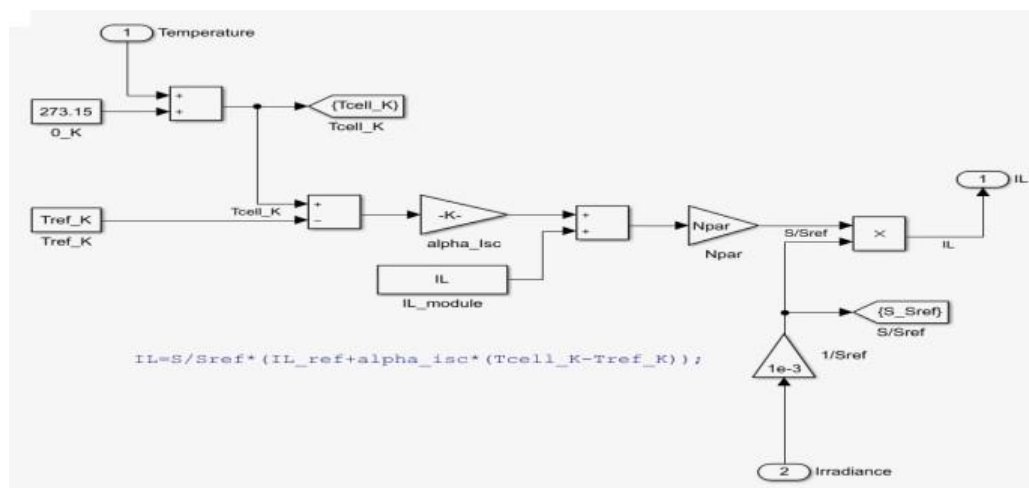 1 Temperature
+
+
273.15
0_K
{Tcell_K}
Tcell_K
Tref_K
Tref_K
Tcell_K
+
−
-K-
alpha_Isc
+
+
IL
IL_module
Npar
Npar
S/Sref
×
IL
1 IL
{S_Sref}
S/Sref
IL=S/Sref*(IL_ref+alpha_isc*(Tcell_K-Tref_K));
1/Sref
1e-3
2 Irradiance